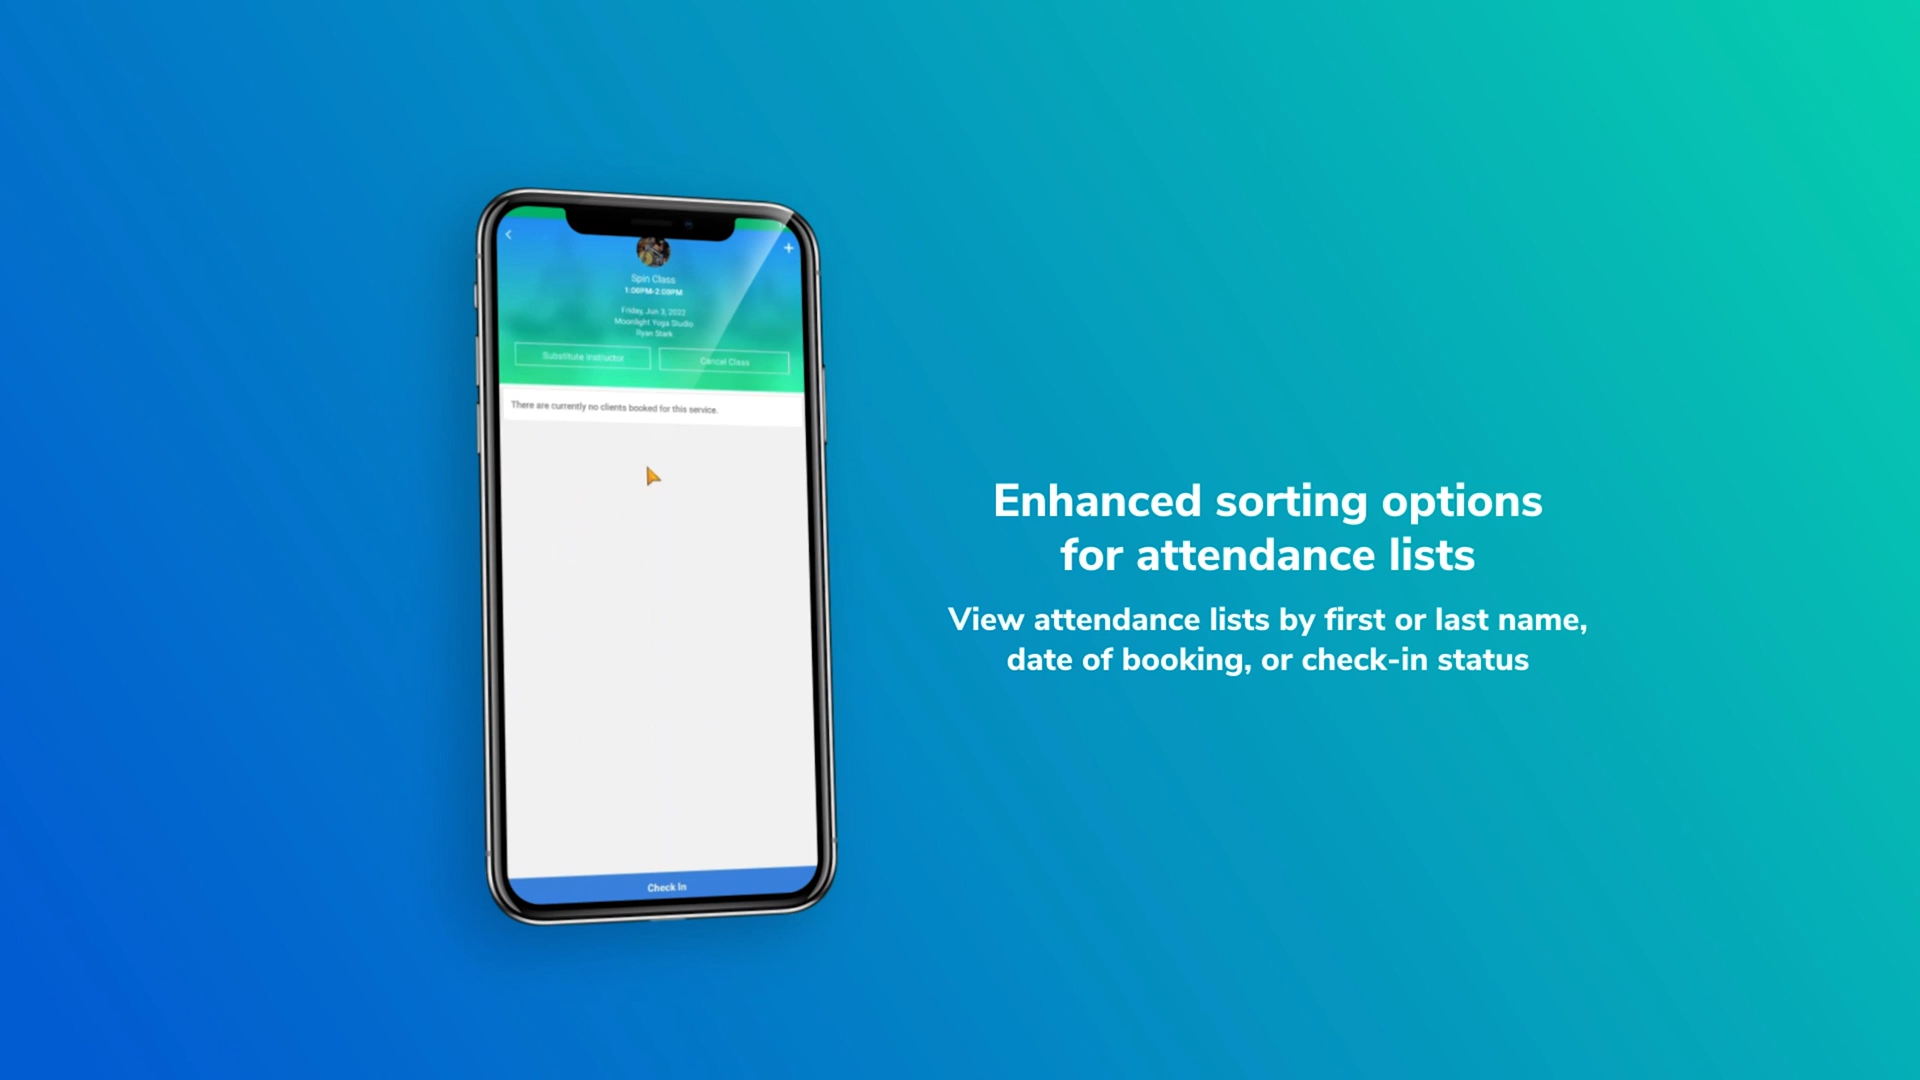 Spin Class
1:00PM-2:00PM
Friday, Jun 3, 2022
Moonlight Yoga Studio
Ryan Stark
Substitute Instructor
Cancel Class
There are currently no clients booked for this service.
Check In
Enhanced sorting options
for attendance lists
View attendance lists by first or last name,
date of booking, or check-in status